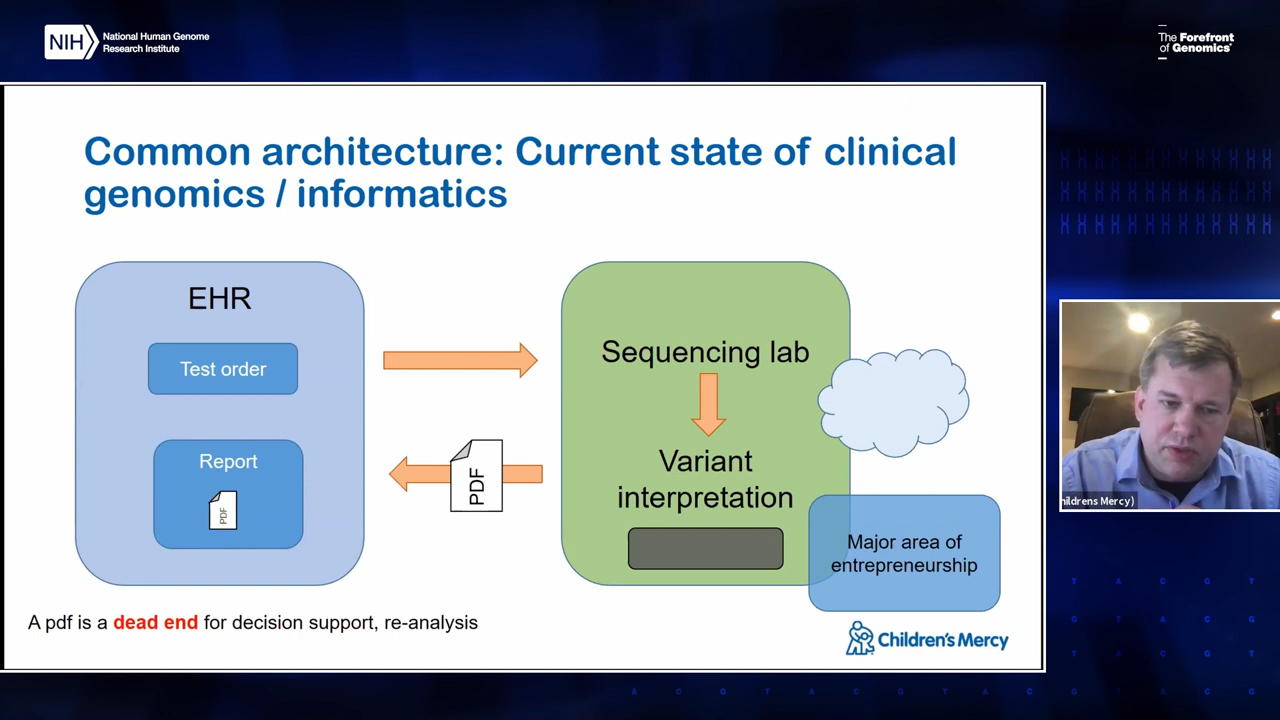 NIH
National Human Genome
Research Institute
The Forefront
of Genomics
Common architecture: Current state of clinical
genomics / informatics
EHR
Test order
Report
PDF
PDF
Sequencing lab
Variant
interpretation
Major area of
entrepreneurship
A pdf is a dead end for decision support, re-analysis
Children's Mercy
hildrens Mercy)
T A C G T
T A C G
T A C G T
A C G T A C G T A C G T A C G